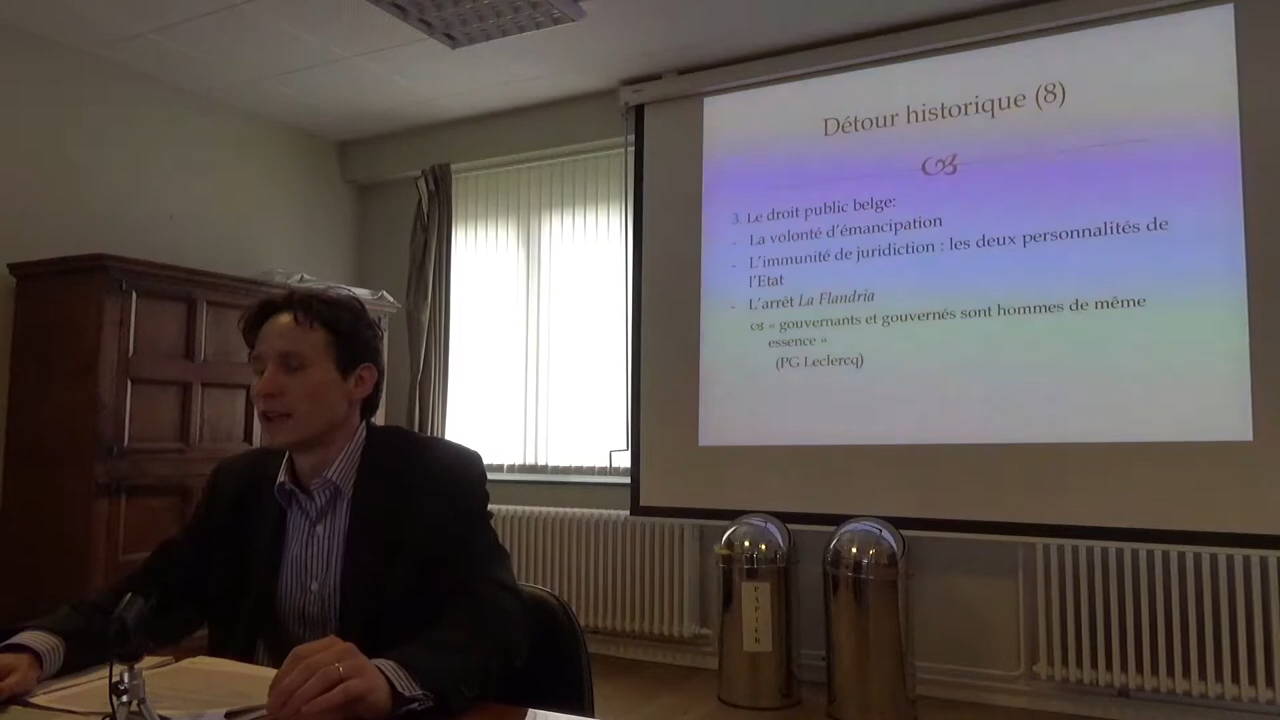 Détour historique (8)
3. Le droit public belge:
- La volonté d'émancipation
- L'immunité de juridiction : les deux personnalités de
l'Etat
- L'arrêt La Flandria
« gouvernants et gouvernés sont hommes de même
essence »
(PG Leclercq)
PAPIER